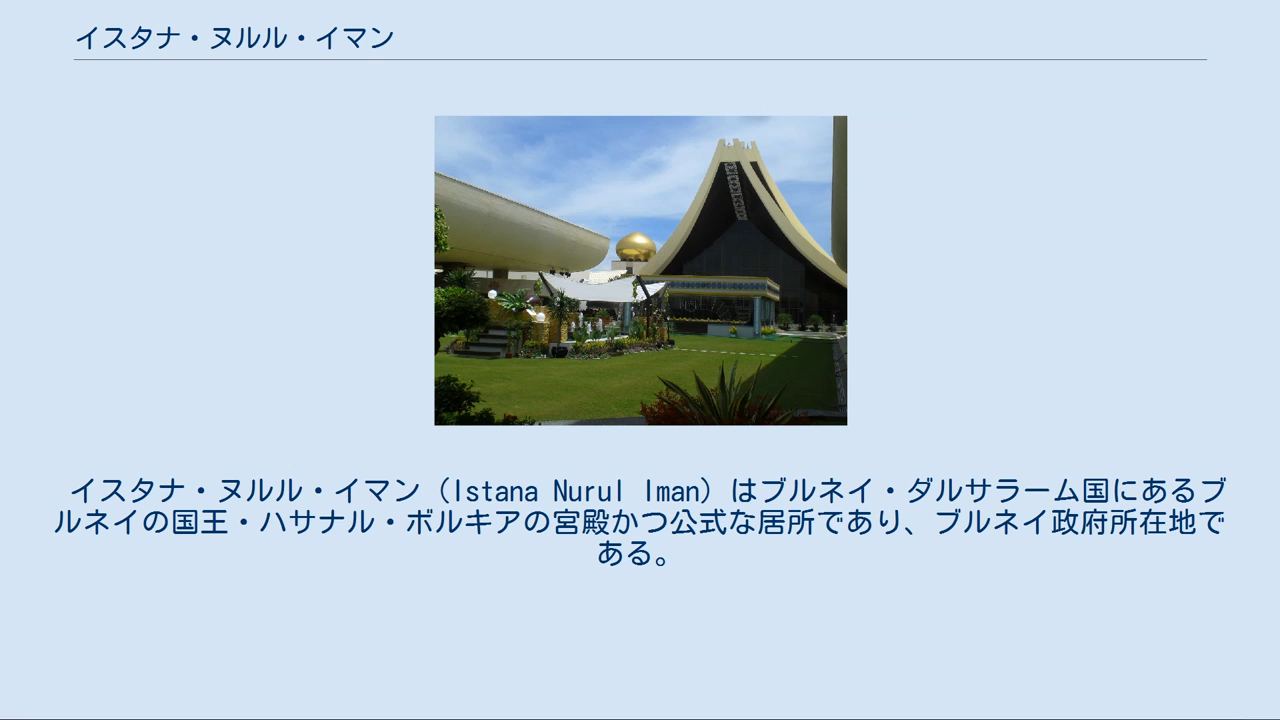 イスタナ・ヌルル・イマン
イスタナ・ヌルル・イマン（Istana Nurul Iman）はブルネイ・ダルサラーム国にあるブ
ルネイの国王・ハサナル・ボルキアの宮殿かつ公式な居所であり、ブルネイ政府所在地で
ある。